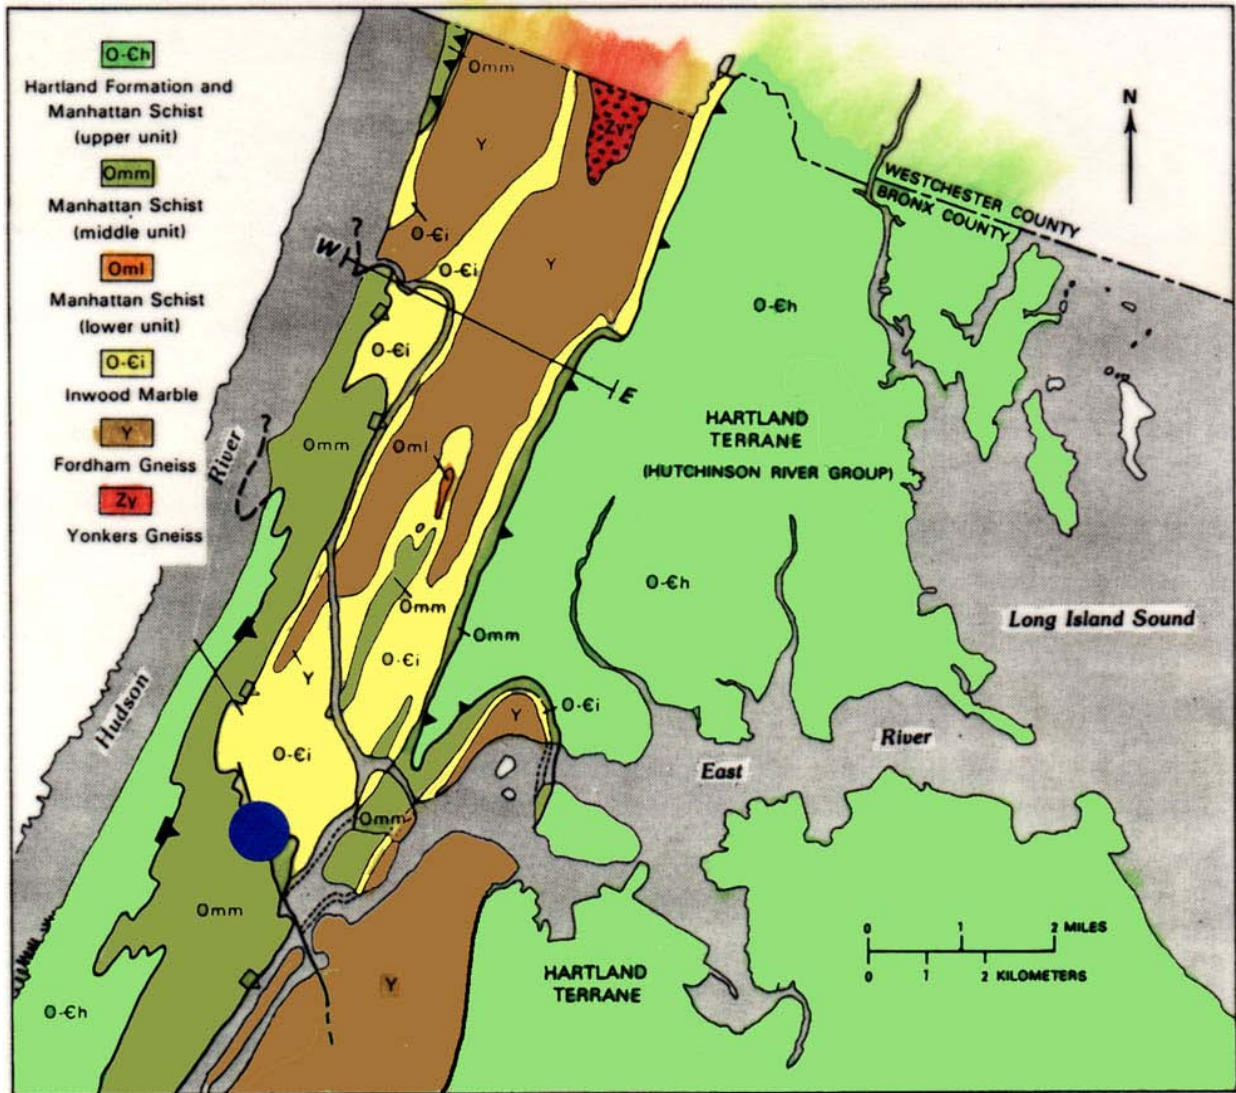 O-Єh
Hartland Formation and
Manhattan Schist
(upper unit)
Omm
Manhattan Schist
(middle unit)
Oml
Manhattan Schist
(lower unit)
O-Єi
Inwood Marble
Y
Fordham Gneiss
Zy
Yonkers Gneiss
Omm
Y
Zy
N
WESTCHESTER COUNTY
BRONX COUNTY
?
W
O-Єi
O-Єi
Y
O-Єh
O-Єi
E
HARTLAND
TERRANE
(HUTCHINSON RIVER GROUP)
?
Omm
Oml
River
O-Єh
Omm
Omm
Long Island Sound
O-Єi
Y
Hudson
Y
O-Єi
O-Єi
River
East
Omm
Omm
0 1 2 MILES
0 1 2 KILOMETERS
HARTLAND
TERRANE
Y
O-Єh